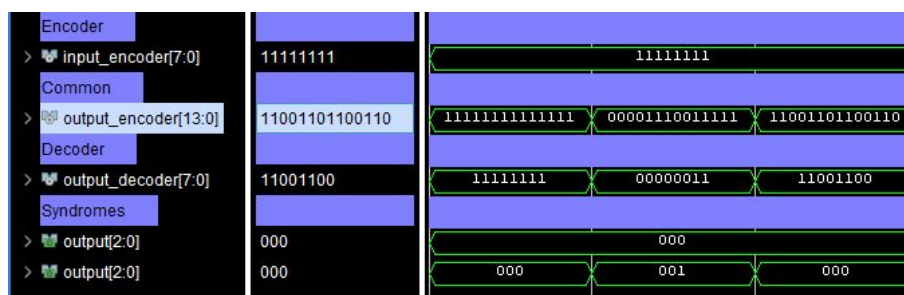 Encoder
input_encoder[7:0] 11111111 11111111
Common
output_encoder[13:0] 11001101100110 11111111111111 00001110011111 11001101100110
Decoder
output_decoder[7:0] 11001100 11111111 00000011 11001100
Syndromes
output[2:0] 000 000
output[2:0] 000 000 001 000